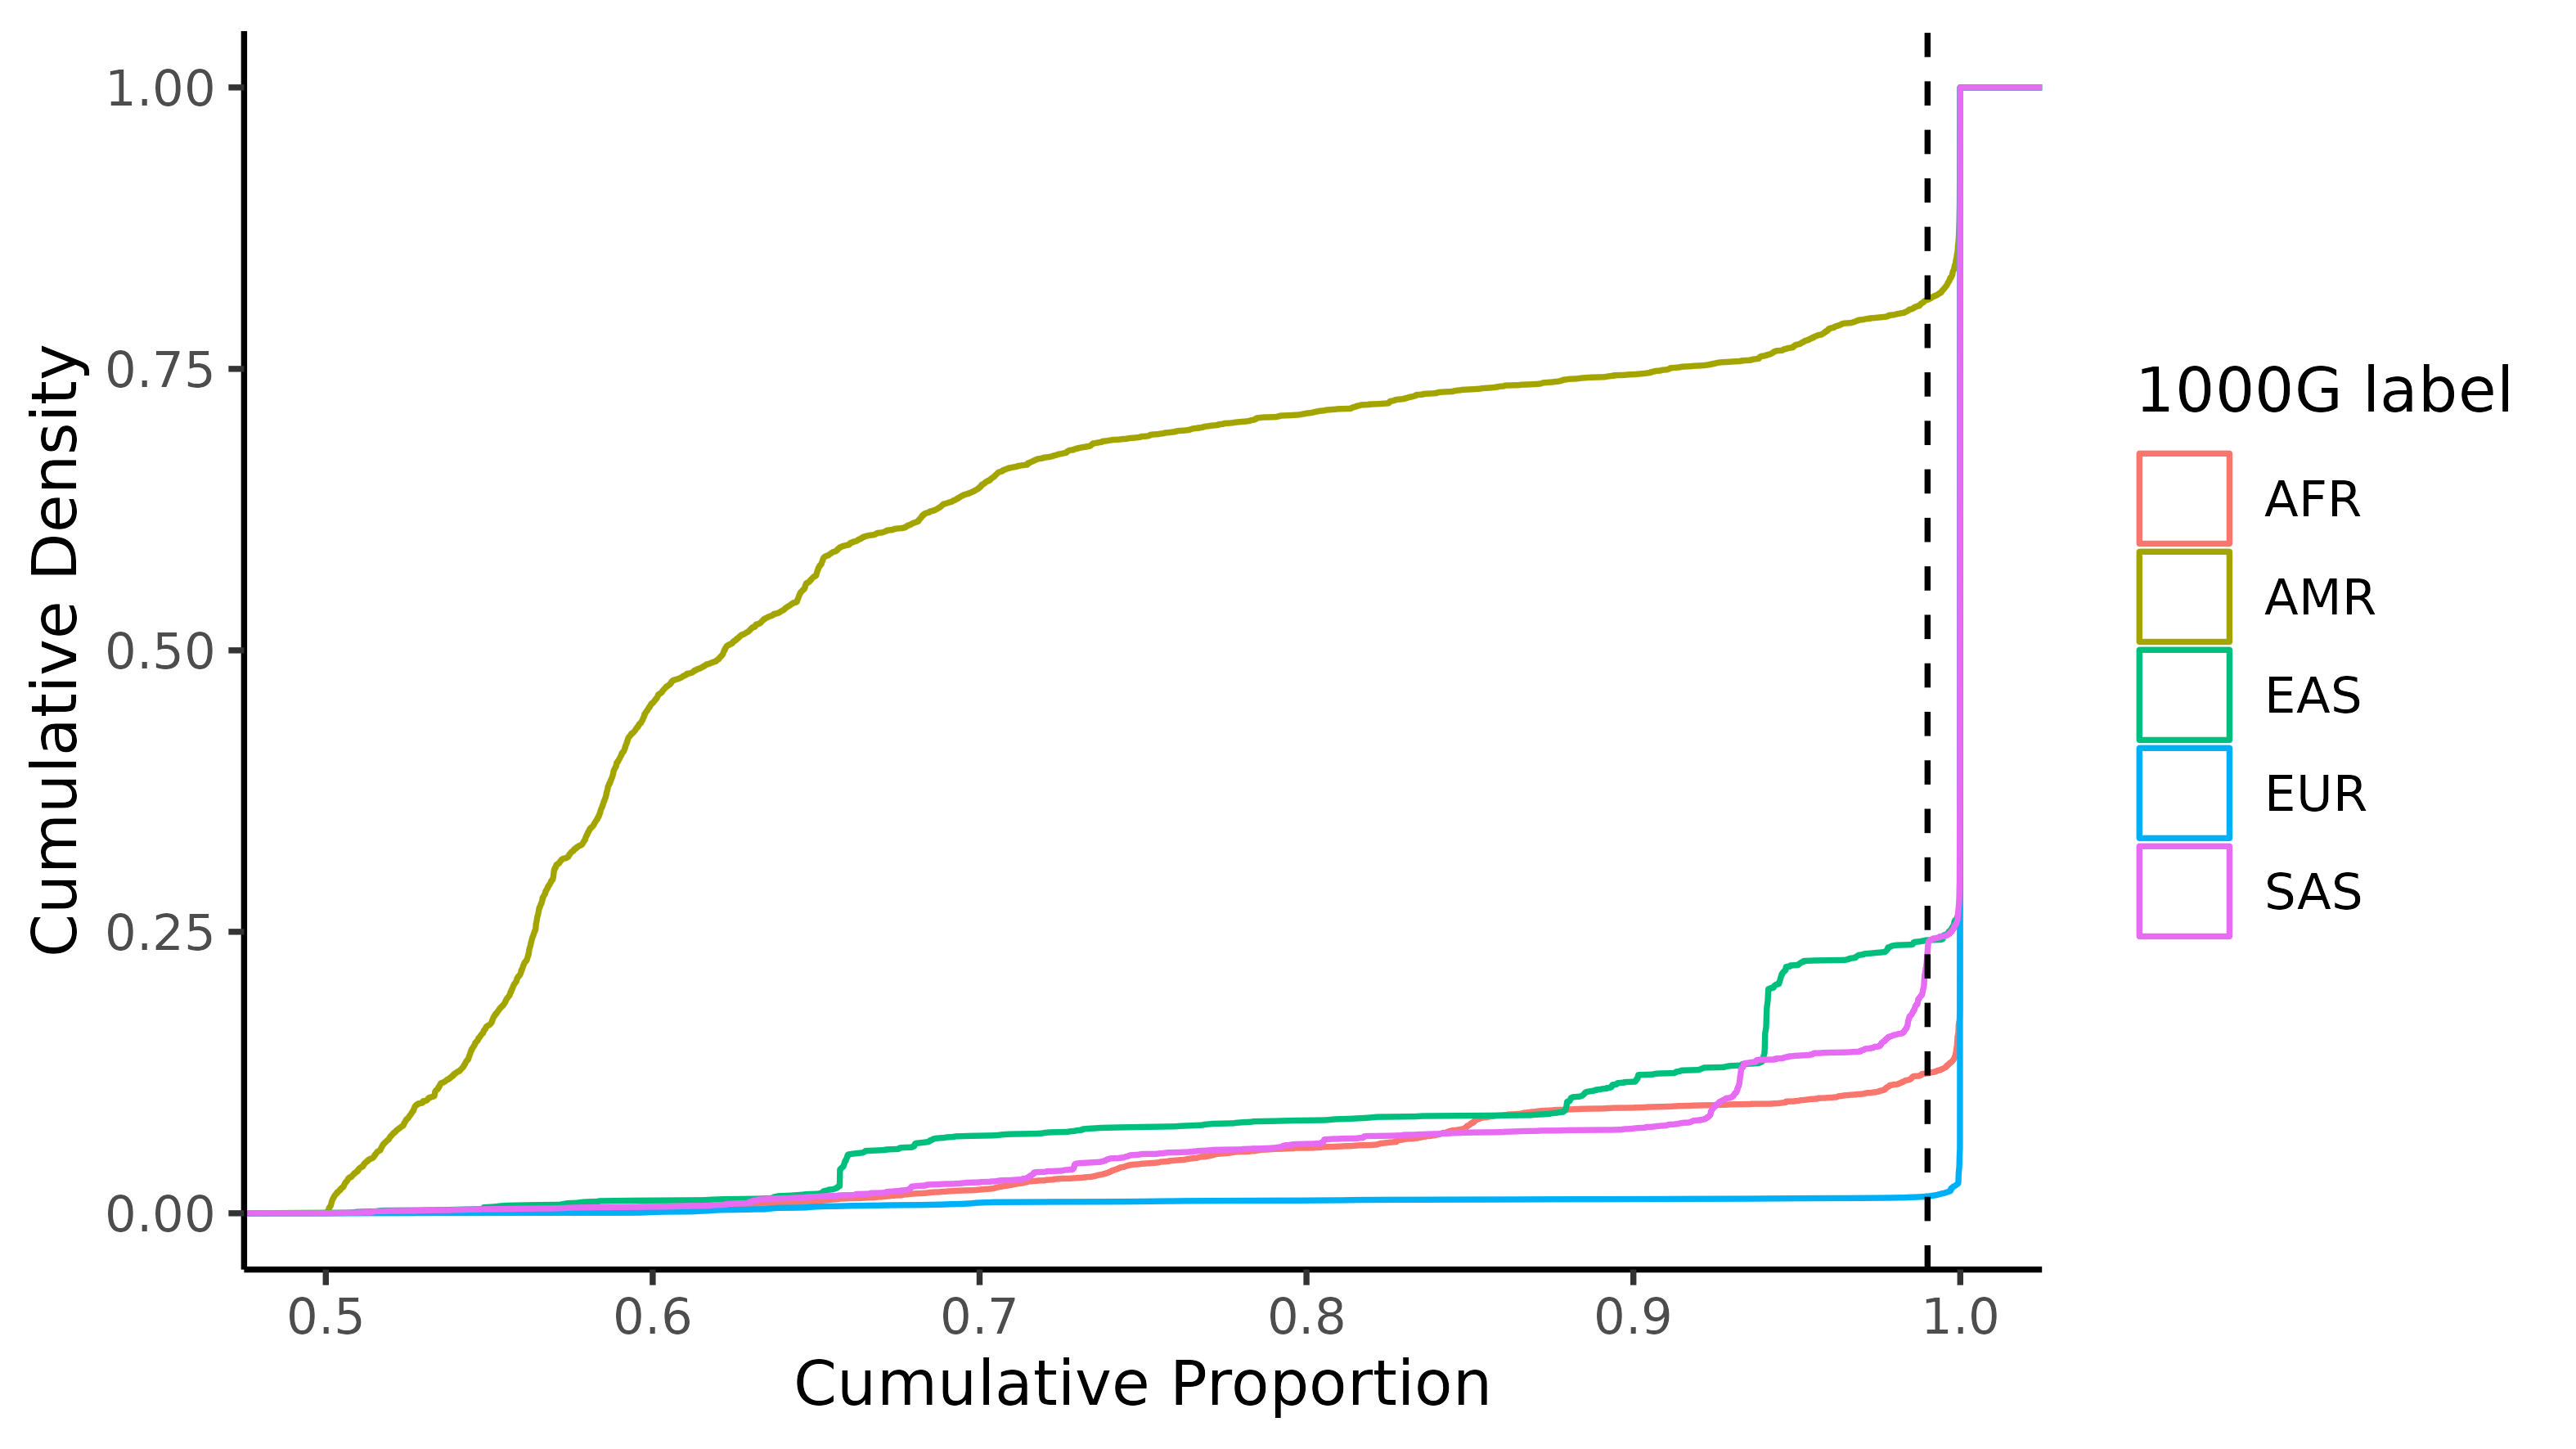 1.00
0.75
0.50
0.25
0.00
Cumulative Density
0.5 0.6 0.7 0.8 0.9 1.0
Cumulative Proportion
1000G label
AFR
AMR
EAS
EUR
SAS